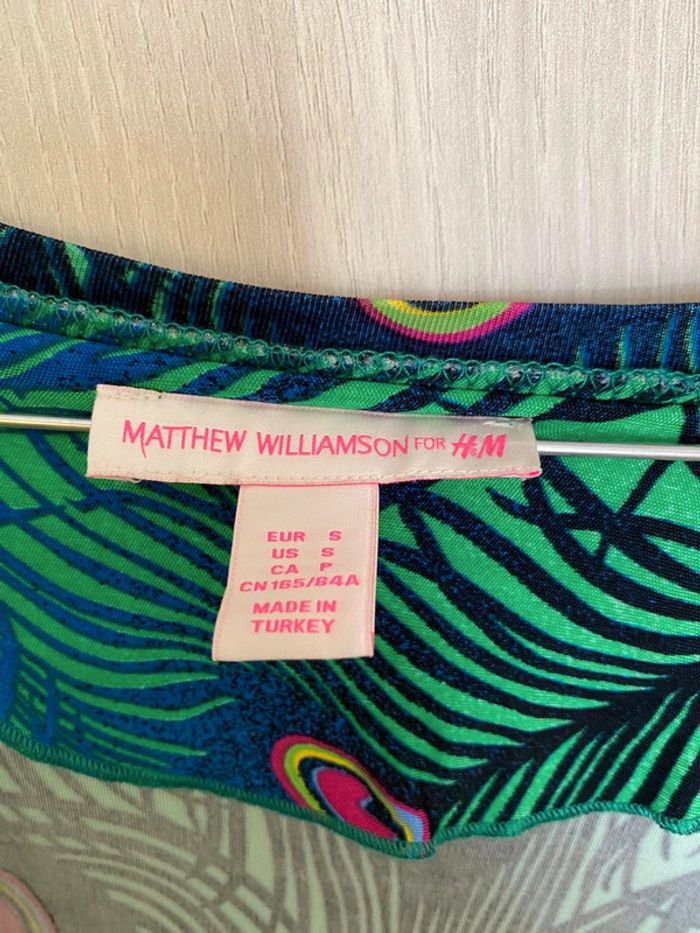 MATTHEW WILLIAMSON FOR H&M
EUR S
US S
CA P
CN 165/84A
MADE IN
TURKEY